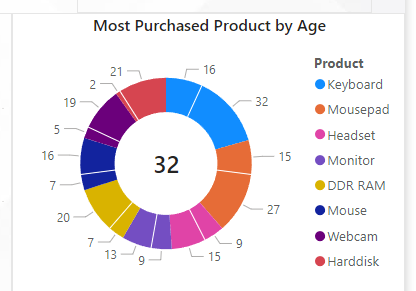 Most Purchased Product by Age
21
16
2
19
32
5
16
32
15
7
20
27
7
9
13
9
15
Product
Keyboard
Mousepad
Headset
Monitor
DDR RAM
Mouse
Webcam
Harddisk